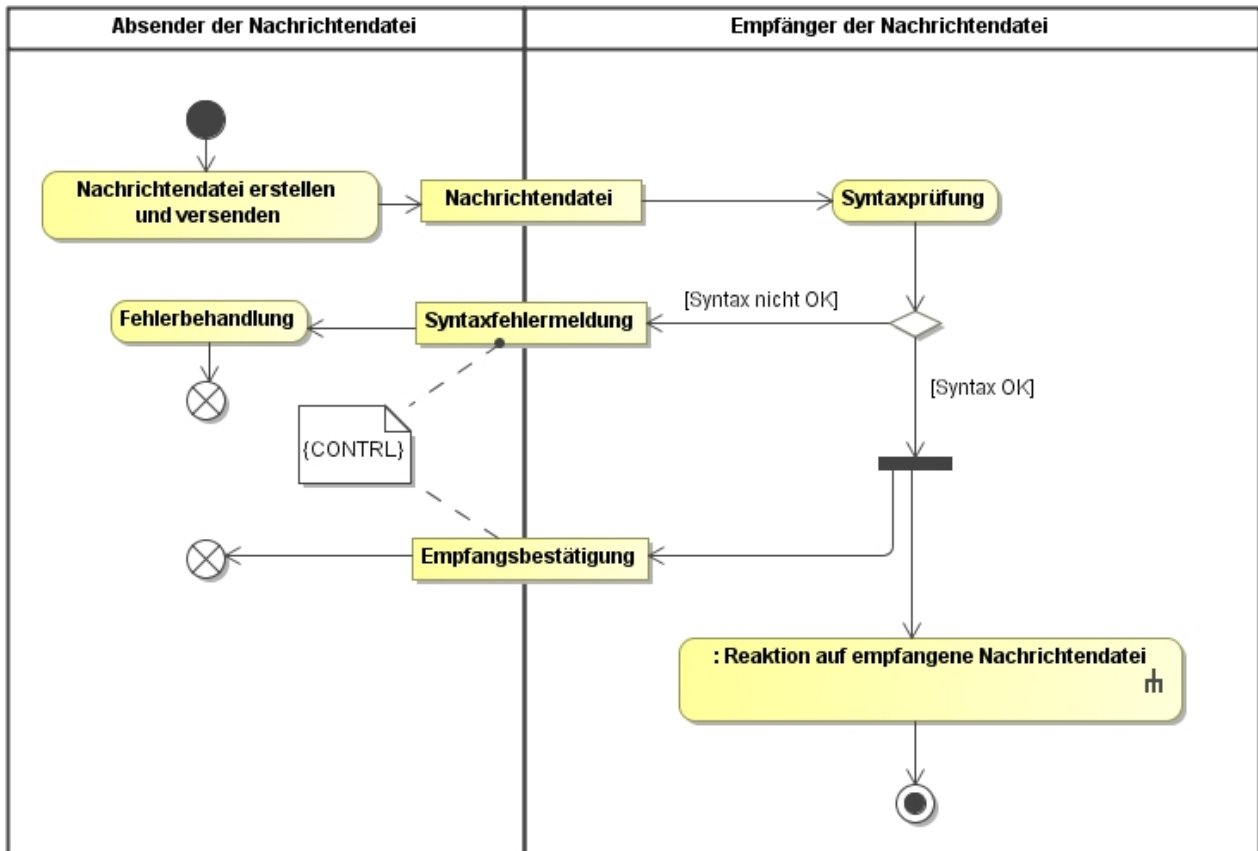 Absender der Nachrichtendatei
Empfänger der Nachrichtendatei
Nachrichtendatei erstellen
und versenden
Nachrichtendatei
Syntaxprüfung
[Syntax nicht OK]
Fehlerbehandlung
Syntaxfehlermeldung
[Syntax OK]
{CONTRL}
Empfangsbestätigung
: Reaktion auf empfangene Nachrichtendatei